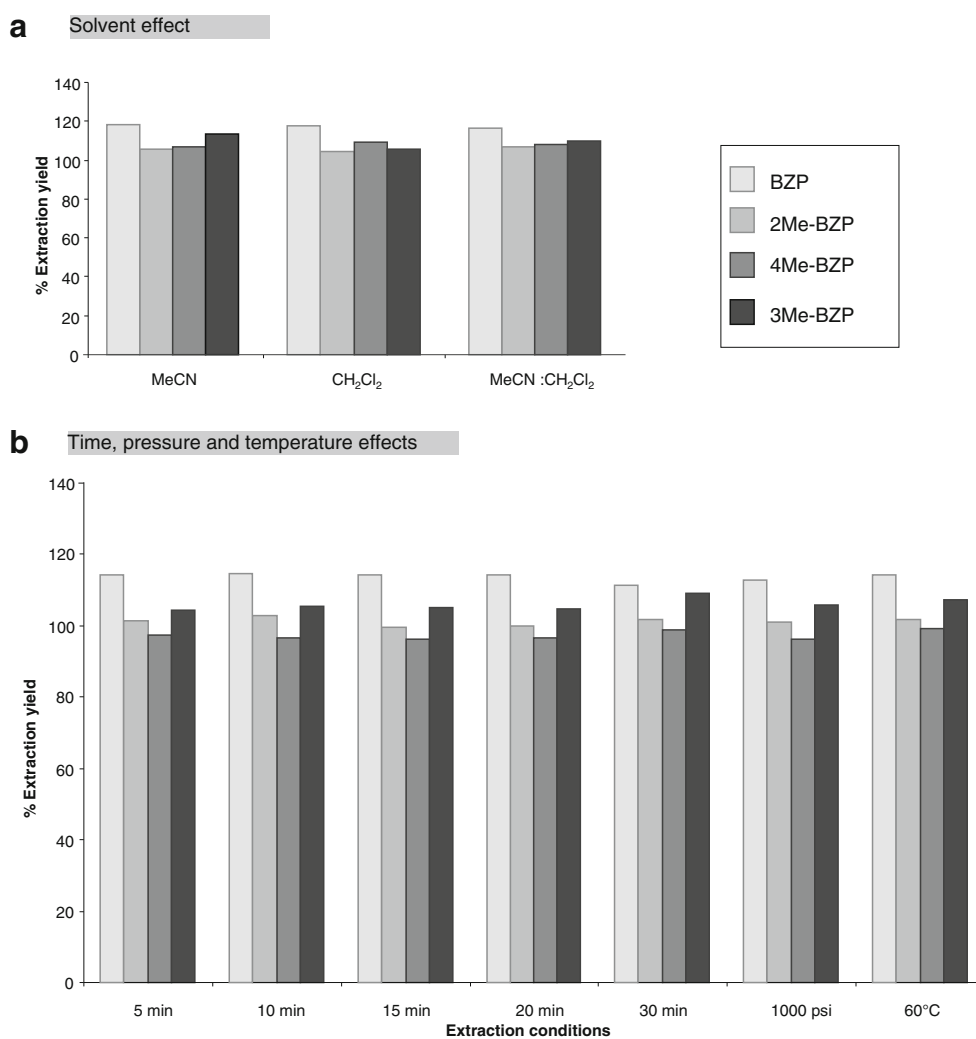 a Solvent effect
140
120
100
80
60
40
20
0
% Extraction yield
MeCN CH₂Cl₂ MeCN :CH₂Cl₂
BZP
2Me-BZP
4Me-BZP
3Me-BZP
b Time, pressure and temperature effects
140
120
100
80
60
40
20
0
% Extraction yield
5 min 10 min 15 min 20 min 30 min 1000 psi 60°C
Extraction conditions